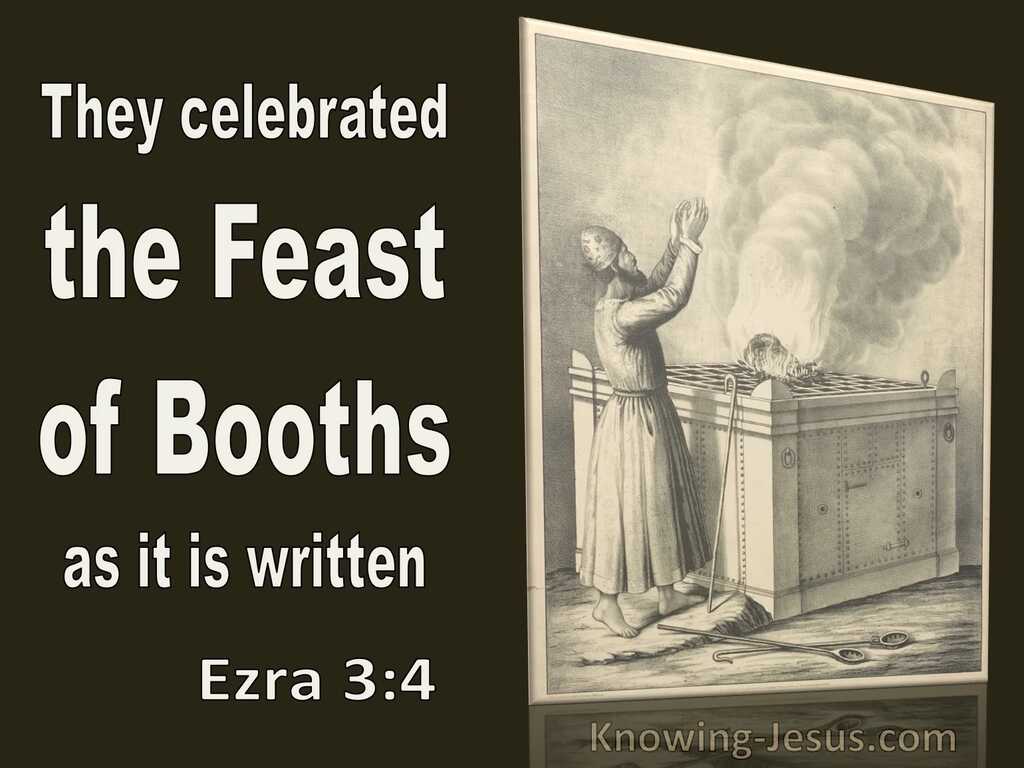 They celebrated
the Feast
of Booths
as it is written
Ezra 3:4
Knowing-Jesus.com